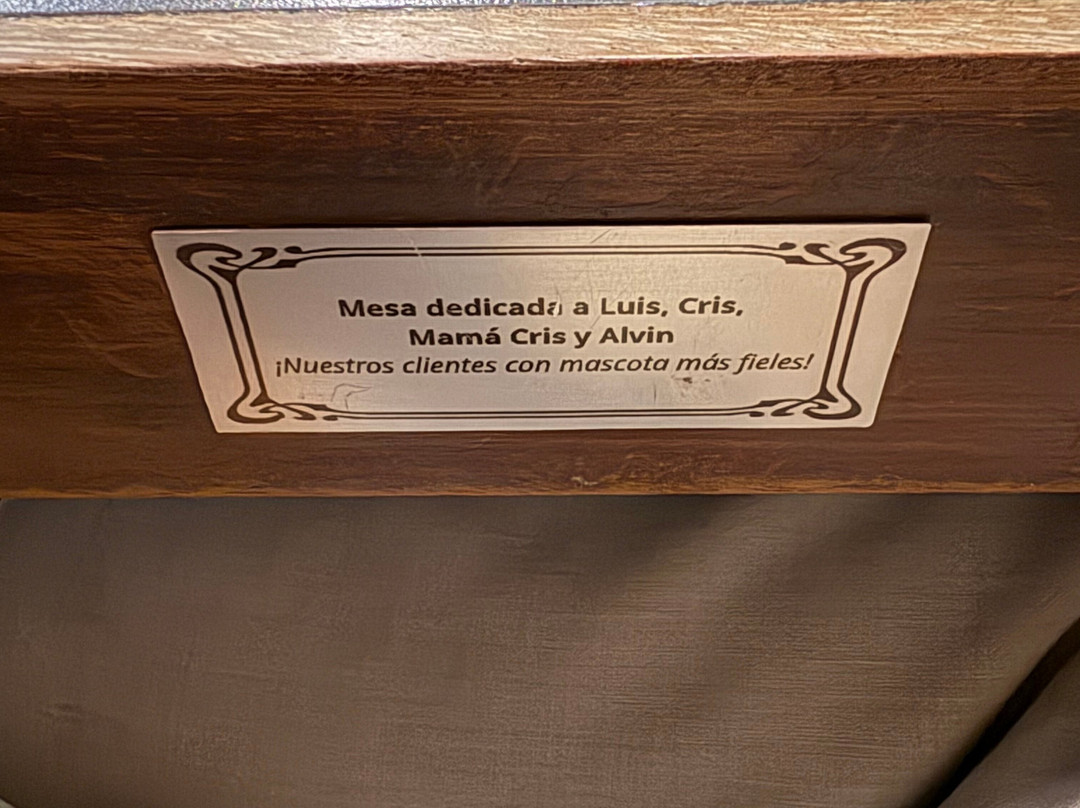 Mesa dedicada a Luis, Cris,
Mamá Cris y Alvin
¡Nuestros clientes con mascota más fieles!